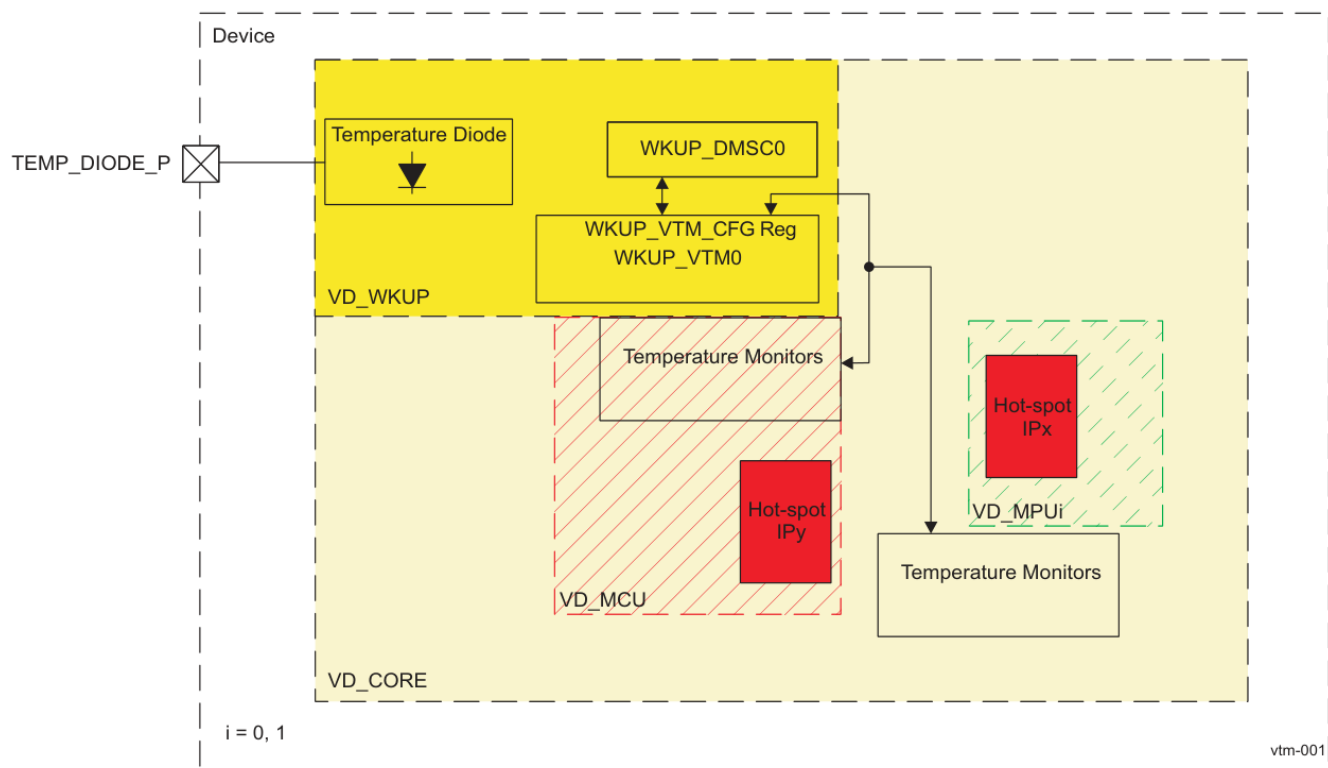 Device
Temperature Diode
TEMP_DIODE_P
WKUP_DMSC0
WKUP_VTM_CFG Reg
WKUP_VTM0
VD_WKUP
Temperature Monitors
Hot-spot
IPx
VD_MPUi
Hot-spot
IPy
Temperature Monitors
VD_MCU
VD_CORE
i = 0, 1
vtm-001